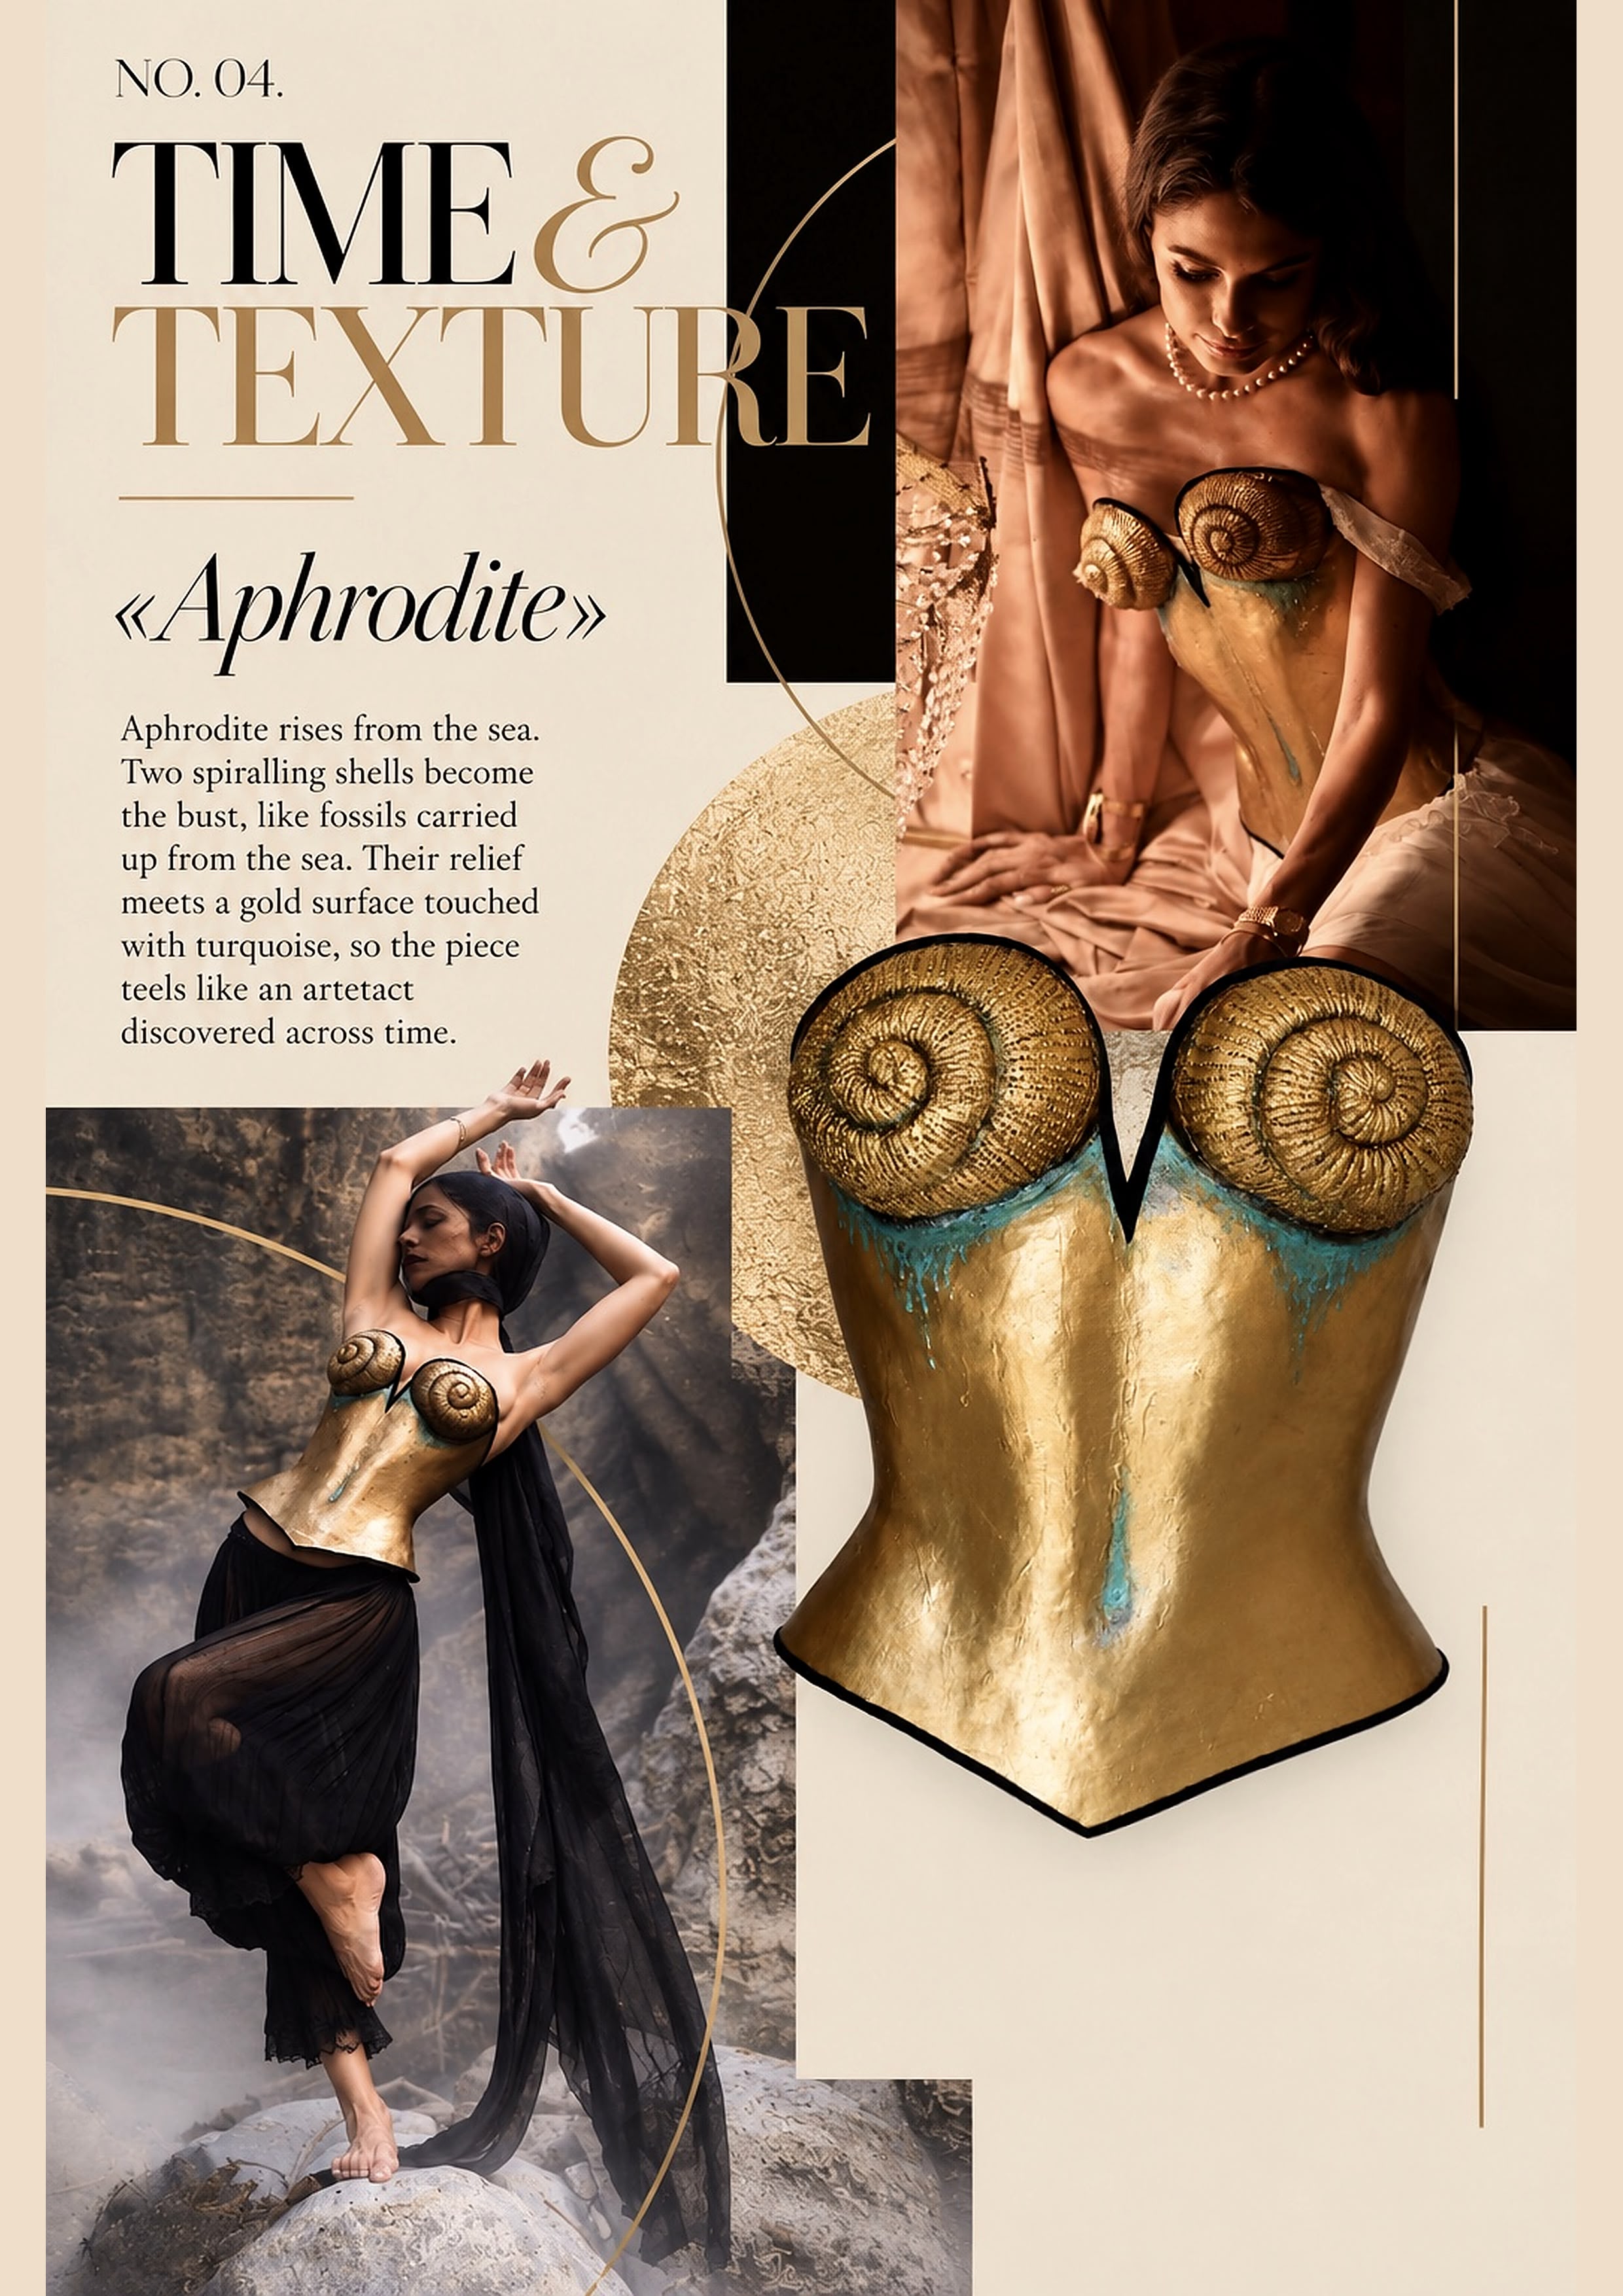 NO. 04.
TIME &
TEXTURE
«Aphrodite»
Aphrodite rises from the sea.
Two spiralling shells become
the bust, like fossils carried
up from the sea. Their relief
meets a gold surface touched
with turquoise, so the piece
teels like an artetact
discovered across time.